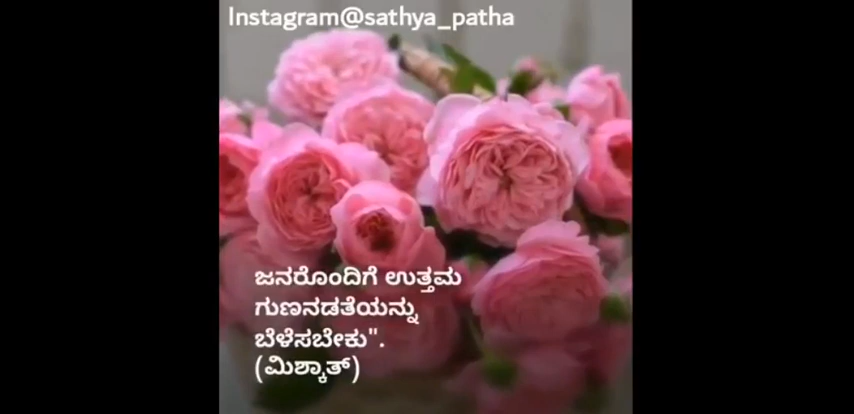 Instagram@sathya_patha
ಜನರೊಂದಿಗೆ ಉತ್ತಮ
ಗುಣನಡತೆಯನ್ನು
ಬೆಳೆಸಬೇಕು".
(ಮಿಶ್ಕಾತ್)